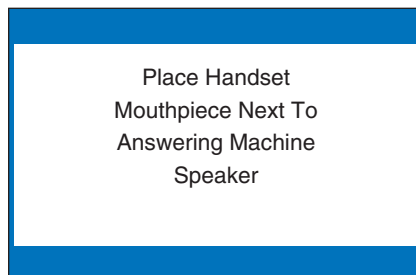 Place Handset
Mouthpiece Next To
Answering Machine
Speaker